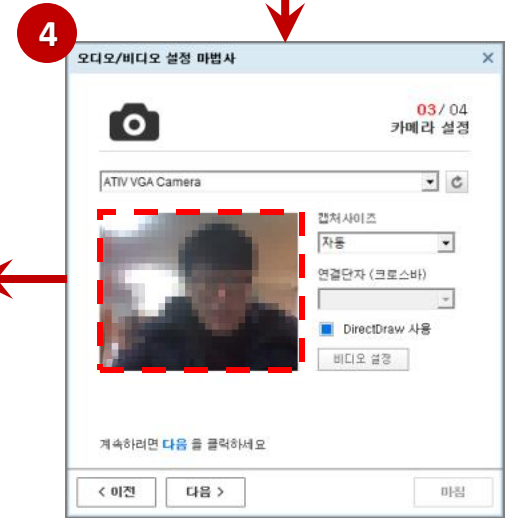 4
오디오/비디오 설정 마법사
03 / 04
카메라 설정
ATIV VGA Camera
캡쳐사이즈
자동
연결단자 (크로스바)
DirectDraw 사용
비디오 설정
계속하려면 다음 을 클릭하세요
< 이전
다음 >
마침